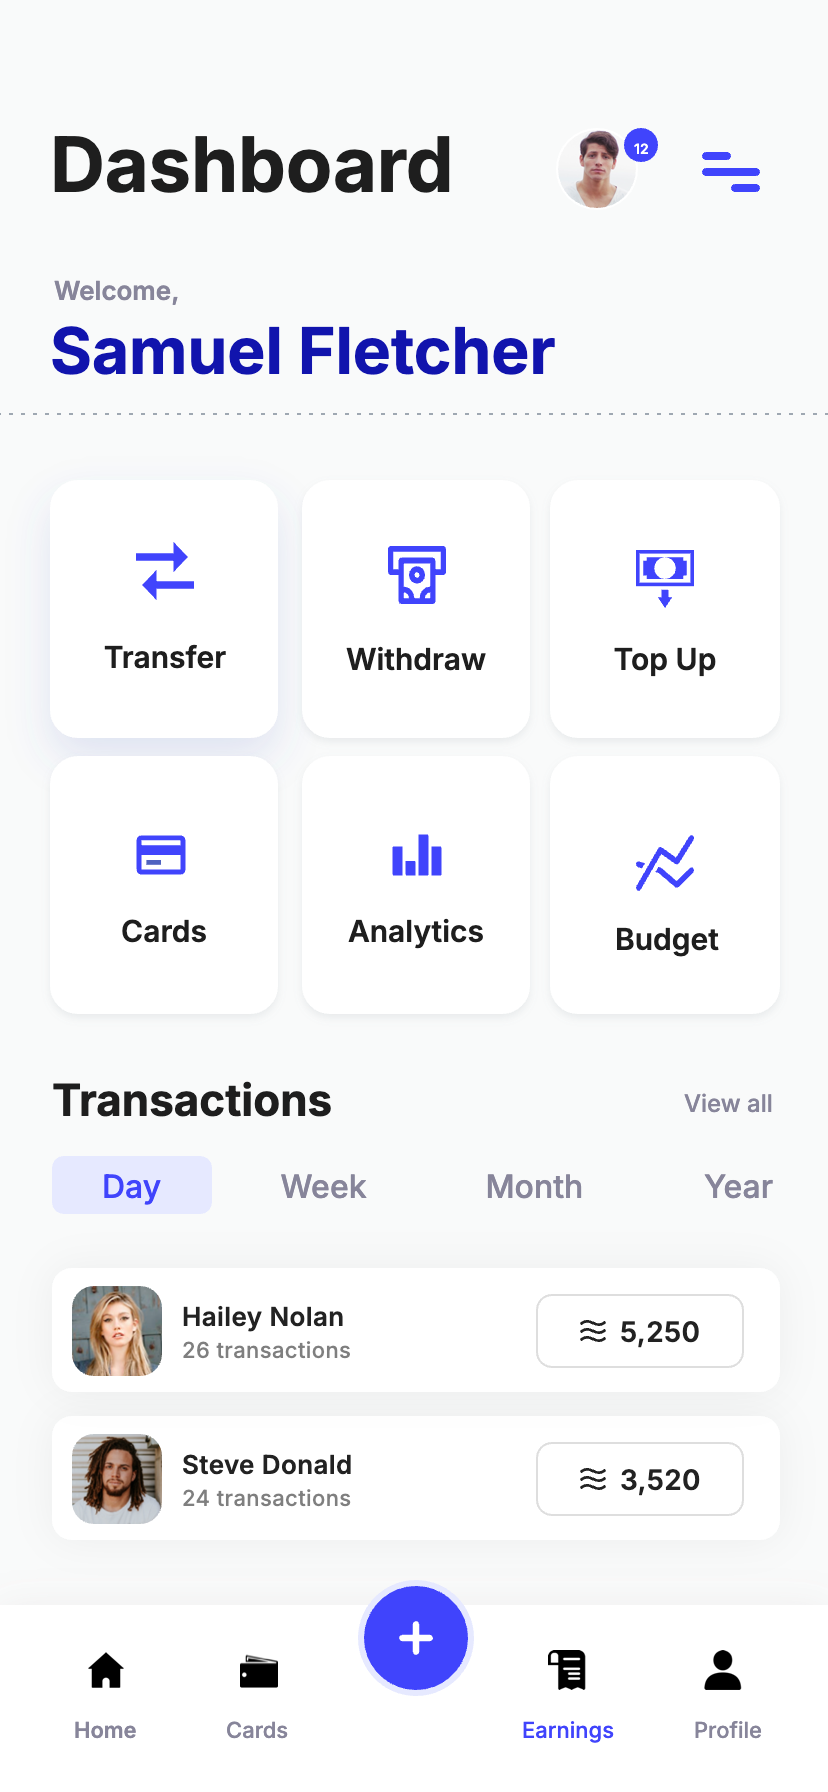 Dashboard
12
Welcome,
Samuel Fletcher
Transfer
Withdraw
Top Up
Cards
Analytics
Budget
Transactions
View all
Day
Week
Month
Year
Hailey Nolan
26 transactions
5,250
Steve Donald
24 transactions
3,520
Home
Cards
Earnings
Profile